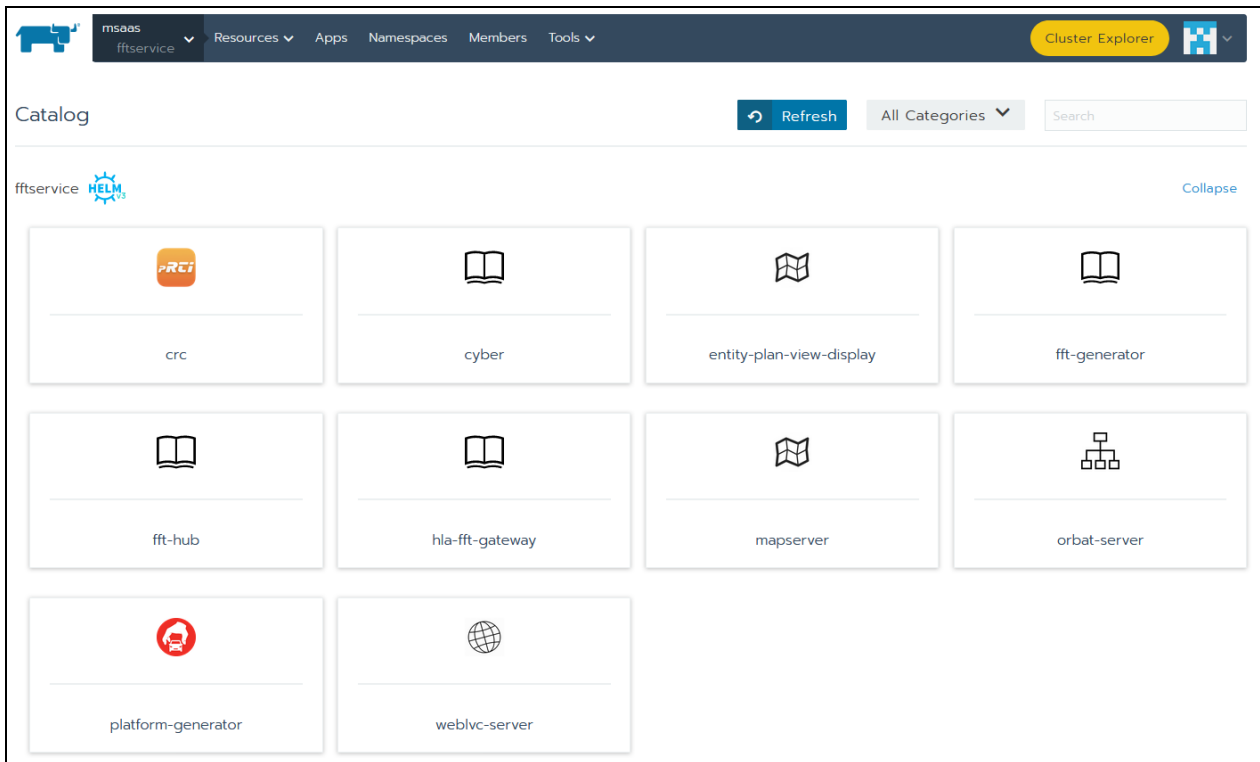 msaas
fftservice
Resources Apps Namespaces Members Tools
Cluster Explorer
Catalog
Refresh
All Categories
Search
fftservice HELM v3
Collapse
pRTI
crc
cyber
entity-plan-view-display
fft-generator
fft-hub
hla-fft-gateway
mapserver
orbat-server
platform-generator
weblvc-server